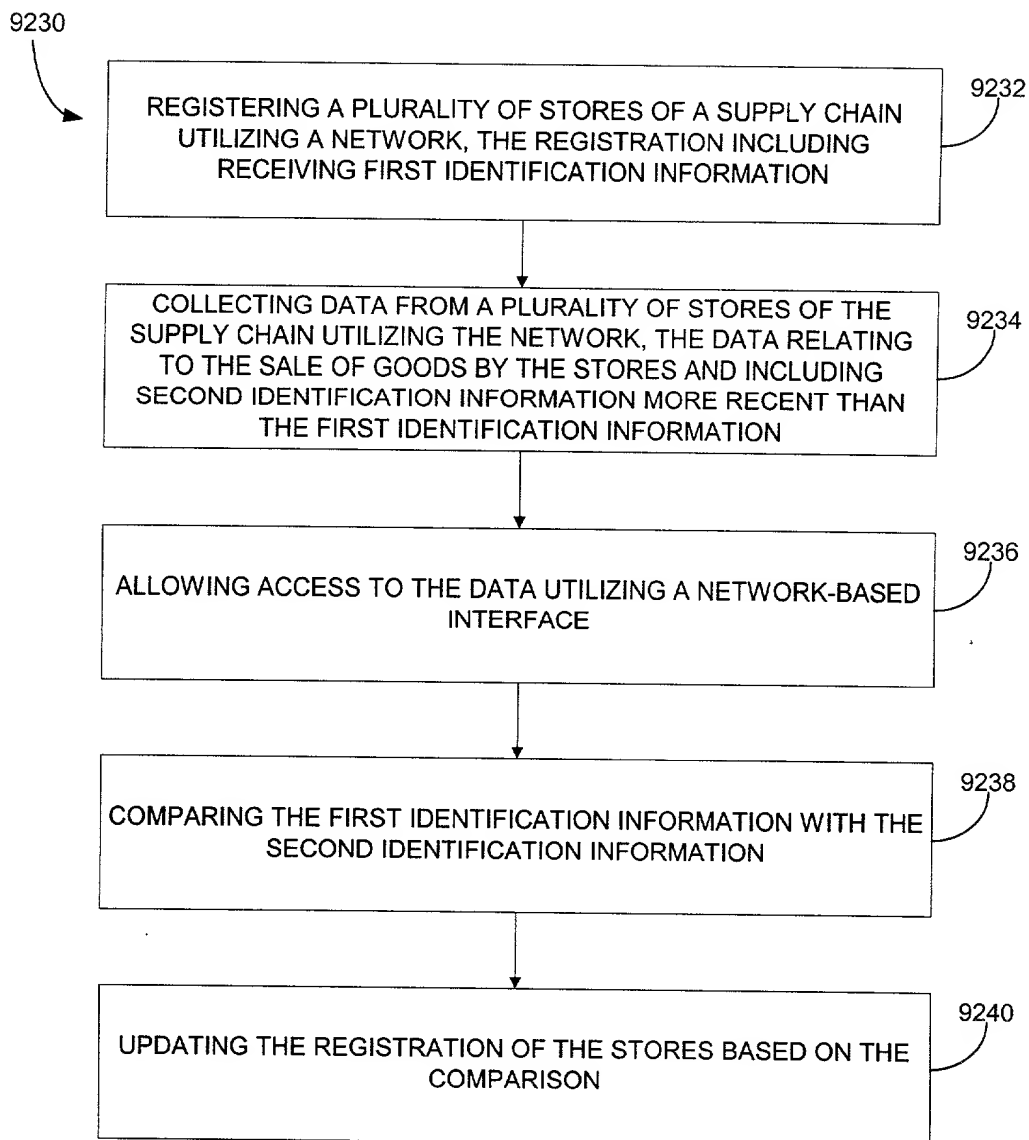 9230
REGISTERING A PLURALITY OF STORES OF A SUPPLY CHAIN
UTILIZING A NETWORK, THE REGISTRATION INCLUDING
RECEIVING FIRST IDENTIFICATION INFORMATION
9232
COLLECTING DATA FROM A PLURALITY OF STORES OF THE
SUPPLY CHAIN UTILIZING THE NETWORK, THE DATA RELATING
TO THE SALE OF GOODS BY THE STORES AND INCLUDING
SECOND IDENTIFICATION INFORMATION MORE RECENT THAN
THE FIRST IDENTIFICATION INFORMATION
9234
ALLOWING ACCESS TO THE DATA UTILIZING A NETWORK-BASED
INTERFACE
9236
COMPARING THE FIRST IDENTIFICATION INFORMATION WITH THE
SECOND IDENTIFICATION INFORMATION
9238
UPDATING THE REGISTRATION OF THE STORES BASED ON THE
COMPARISON
9240